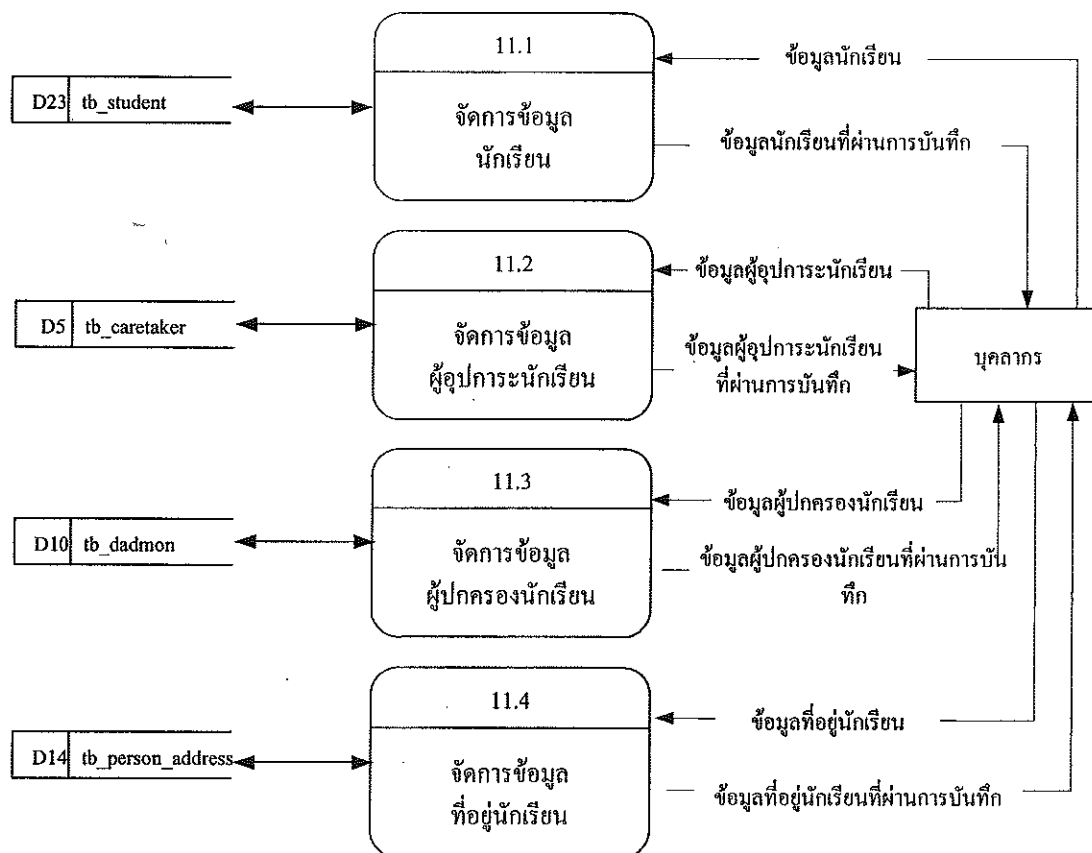 11.1
ข้อมูลนักเรียน
D23 tb_student
จัดการข้อมูล
นักเรียน
ข้อมูลนักเรียนที่ผ่านการบันทึก
11.2
ข้อมูลผู้อุปการะนักเรียน
D5 tb_caretaker
จัดการข้อมูล
ผู้อุปการะนักเรียน
ข้อมูลผู้อุปการะนักเรียน
ที่ผ่านการบันทึก
บุคลากร
11.3
ข้อมูลผู้ปกครองนักเรียน
D10 tb_dadmon
จัดการข้อมูล
ผู้ปกครองนักเรียน
ข้อมูลผู้ปกครองนักเรียนที่ผ่านการบัน
ทึก
11.4
ข้อมูลที่อยู่นักเรียน
D14 tb_person_address
จัดการข้อมูล
ที่อยู่นักเรียน
ข้อมูลที่อยู่นักเรียนที่ผ่านการบันทึก